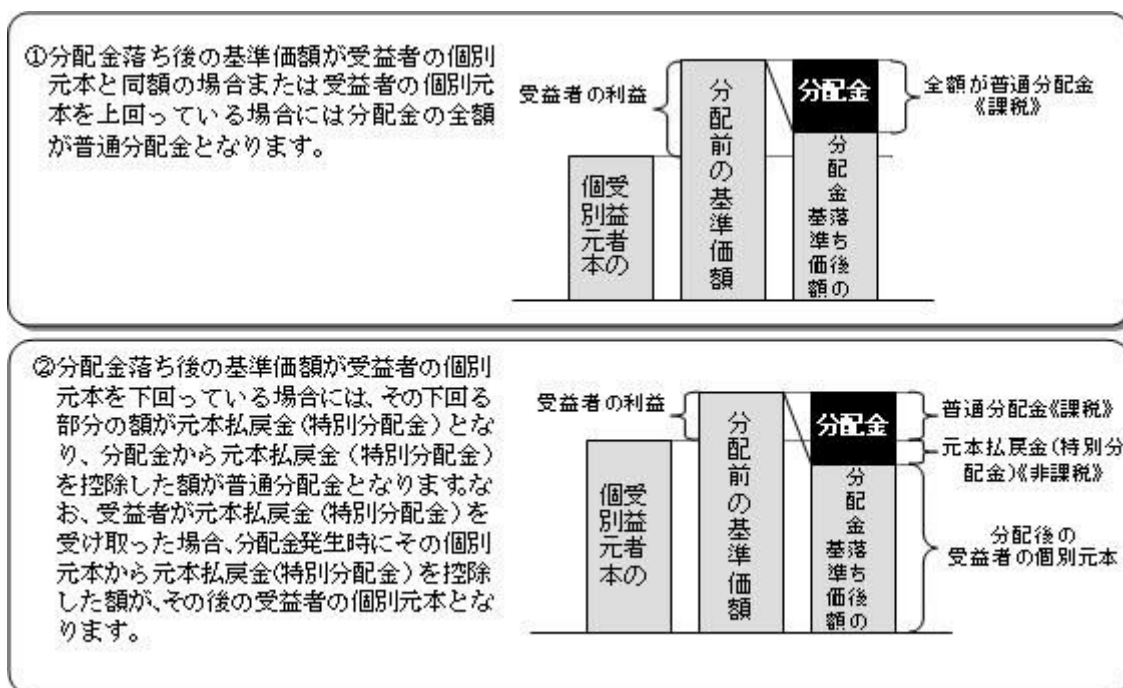 ①分配金落ち後の基準価額が受益者の個別
元本と同額の場合または受益者の個別元
本を上回っている場合には分配金の全額
が普通分配金となります。
受益者の利益
個別元本の
受益者の
分配前の基準価額
分配金
分配金落ち後の
基準価額
全額が普通分配金
《課税》
②分配金落ち後の基準価額が受益者の個別
元本を下回っている場合には、その下回る
部分の額が元本払戻金(特別分配金)とな
り、分配金から元本払戻金(特別分配金)
を控除した額が普通分配金となります。な
お、受益者が元本払戻金(特別分配金)を
受け取った場合、分配金発生時にその個別
元本から元本払戻金(特別分配金)を控除
した額が、その後の受益者の個別元本とな
ります。
受益者の利益
受益者の
個別元本
分配前の基準価額
分配金
分配金落ち後の
基準価額
普通分配金《課税》
元本払戻金(特別分
配金)《非課税》
分配後の
受益者の個別元本